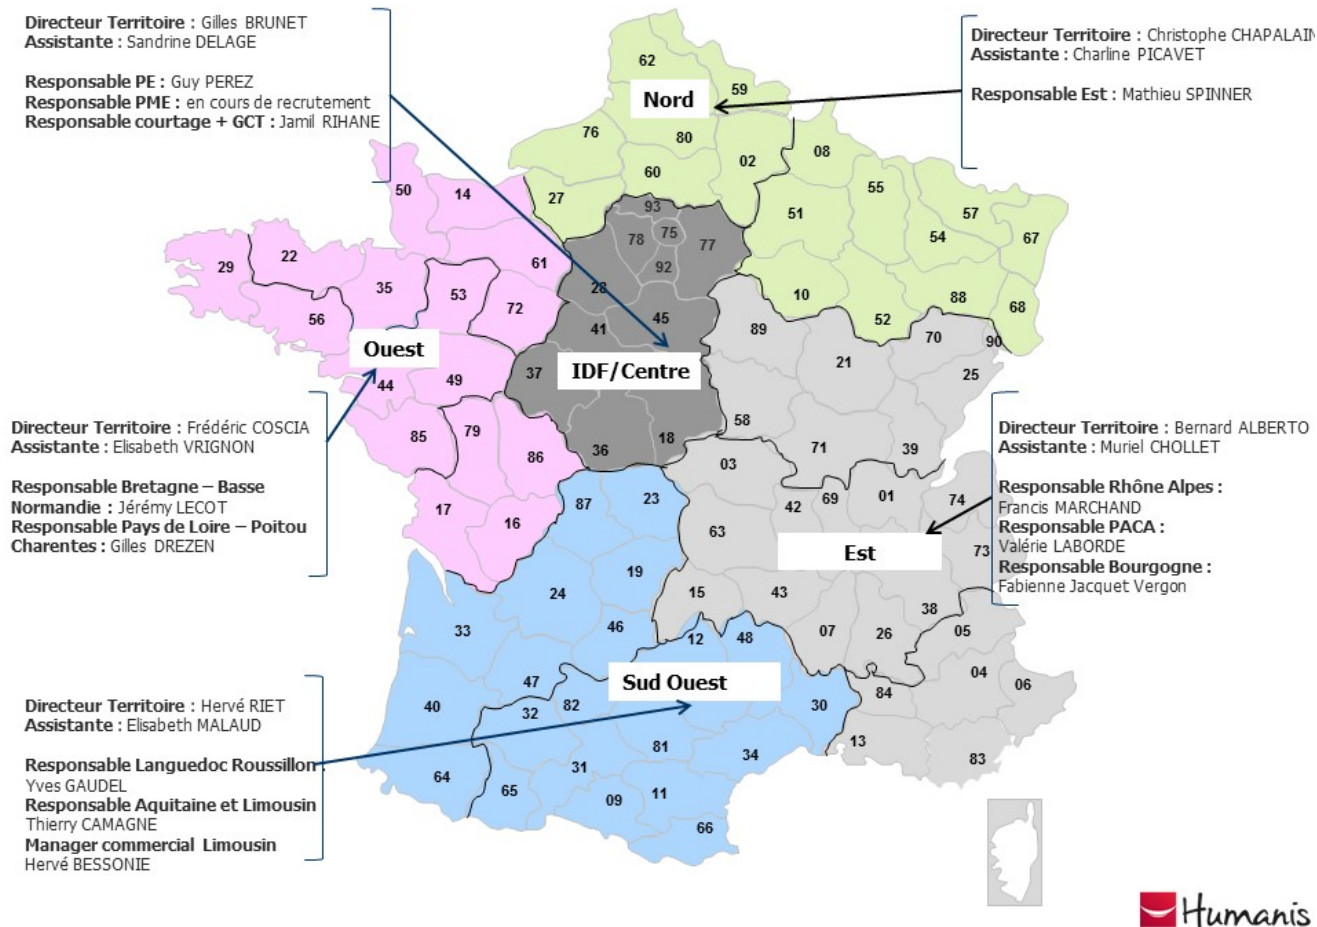 Directeur Territoire : Gilles BRUNET
Assistante : Sandrine DELAGE
Responsable PE : Guy PEREZ
Responsable PME : en cours de recrutement
Responsable courtage + GCT : Jamil RIHANE
Directeur Territoire : Christophe CHAPALAIN
Assistante : Charline PICAVET
Responsable Est : Mathieu SPINNER
62
59
Nord
76
80
02
08
60
55
50
14
27
93
51
57
78
75
77
54
67
22
29
61
92
35
53
28
10
88
68
56
72
45
52
41
89
70
90
Ouest
21
IDF/Centre
37
25
44
49
58
Directeur Territoire : Frédéric COSCIA
Assistante : Elisabeth VRIGNON
Responsable Bretagne – Basse
Normandie : Jérémy LECOT
Responsable Pays de Loire – Poitou
Charentes : Gilles DREZEN
85
79
86
36
18
71
39
03
Directeur Territoire : Bernard ALBERTO
Assistante : Muriel CHOLLET
Responsable Rhône Alpes :
Francis MARCHAND
Responsable PACA :
Valérie LABORDE
Responsable Bourgogne :
Fabienne Jacquet Vergon
17
16
87
23
42
69
01
74
63
Est
73
19
24
15
43
38
33
46
12
48
07
26
05
47
Sud Ouest
04
06
40
32
82
30
84
81
34
13
83
64
65
31
09
11
66
Directeur Territoire : Hervé RIET
Assistante : Elisabeth MALAUD
Responsable Languedoc Roussillon :
Yves GAUDEL
Responsable Aquitaine et Limousin
Thierry CAMAGNE
Manager commercial Limousin
Hervé BESSONIE
Humanis